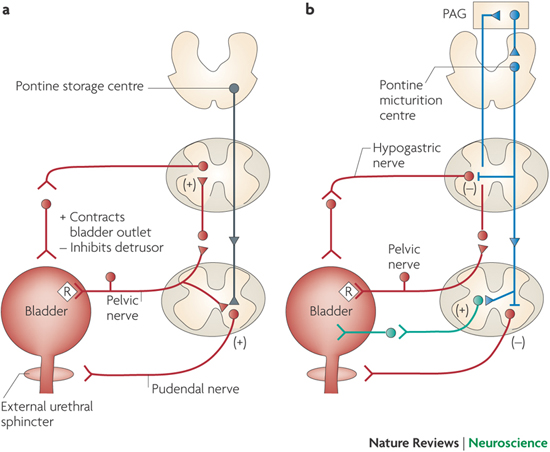 a
Pontine storage centre
(+)
+ Contracts
bladder outlet
– Inhibits detrusor
R
Bladder
Pelvic
nerve
(+)
Pudendal nerve
External urethral
sphincter
b
PAG
Pontine
micturition
centre
Hypogastric
nerve
(–)
Pelvic
nerve
R
Bladder
(+)
(–)
Nature Reviews | Neuroscience